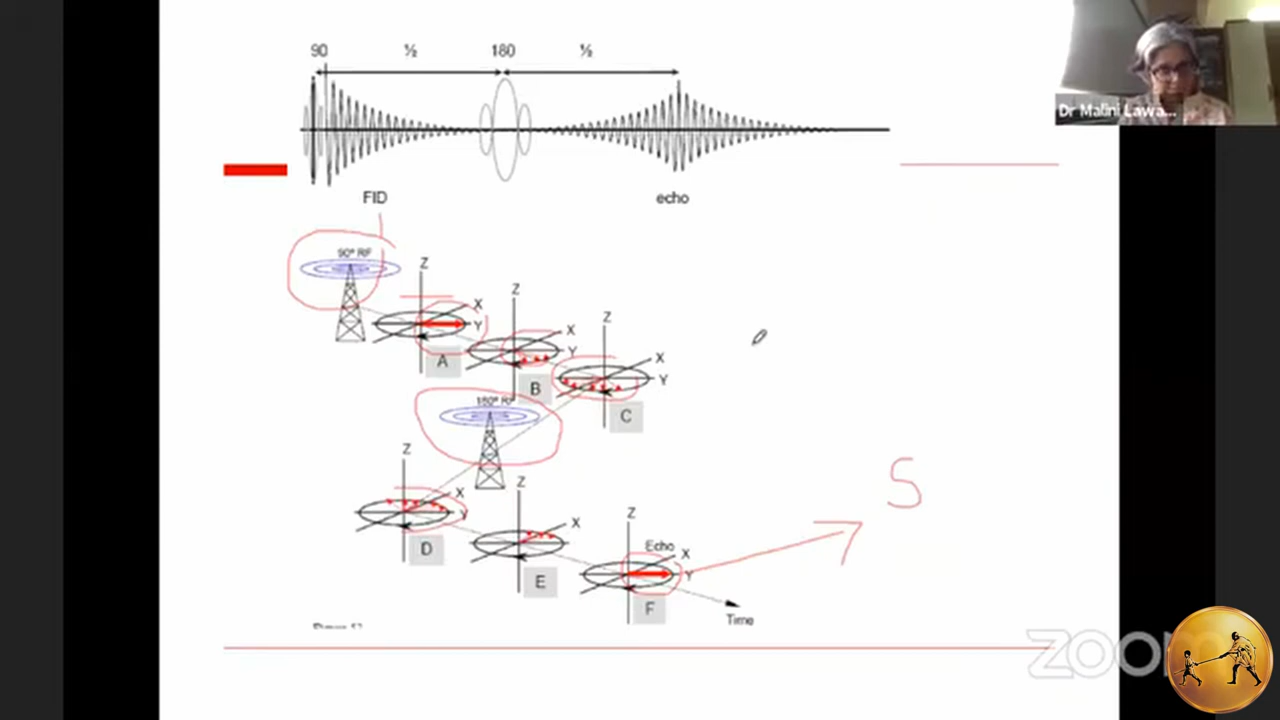 90 ½ 180 ½
Dr Malini Lawa...
FID echo
90° RF
Z
X
Y
A
Z
X
Y
B
Z
X
Y
C
180° RF
Z
X
Y
D
Z
X
E
Z
Echo
X
Y
F
Time
S
zoom